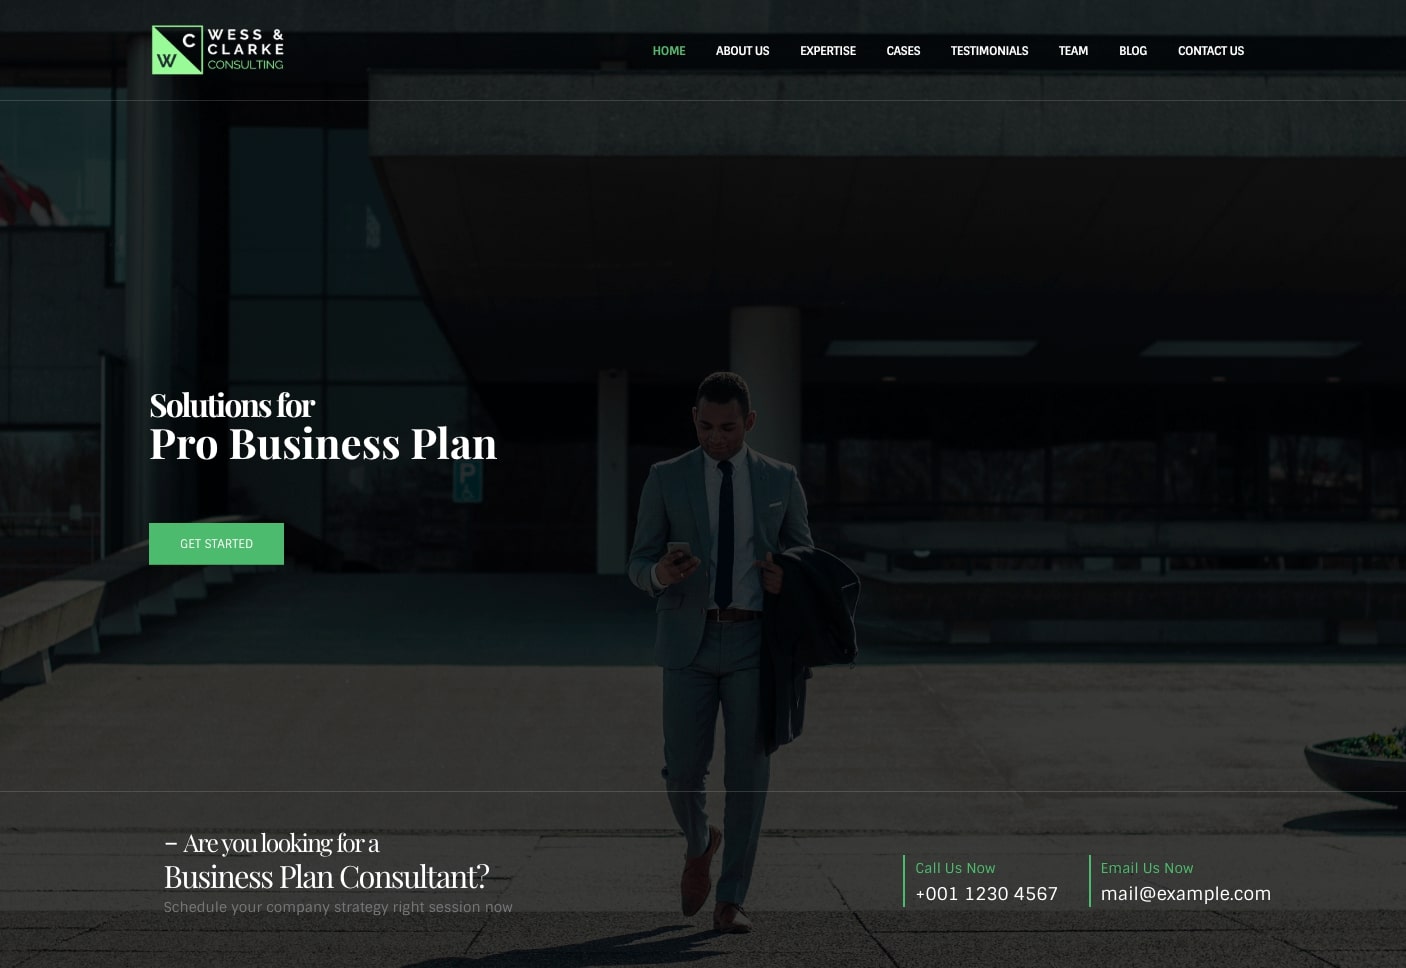 WESS &
C CLARKE
W CONSULTING
HOME ABOUT US EXPERTISE CASES TESTIMONIALS TEAM BLOG CONTACT US
Solutions for
Pro Business Plan
P
GET STARTED
– Are you looking for a
Business Plan Consultant?
Schedule your company strategy right session now
Call Us Now
+001 1230 4567
Email Us Now
mail@example.com